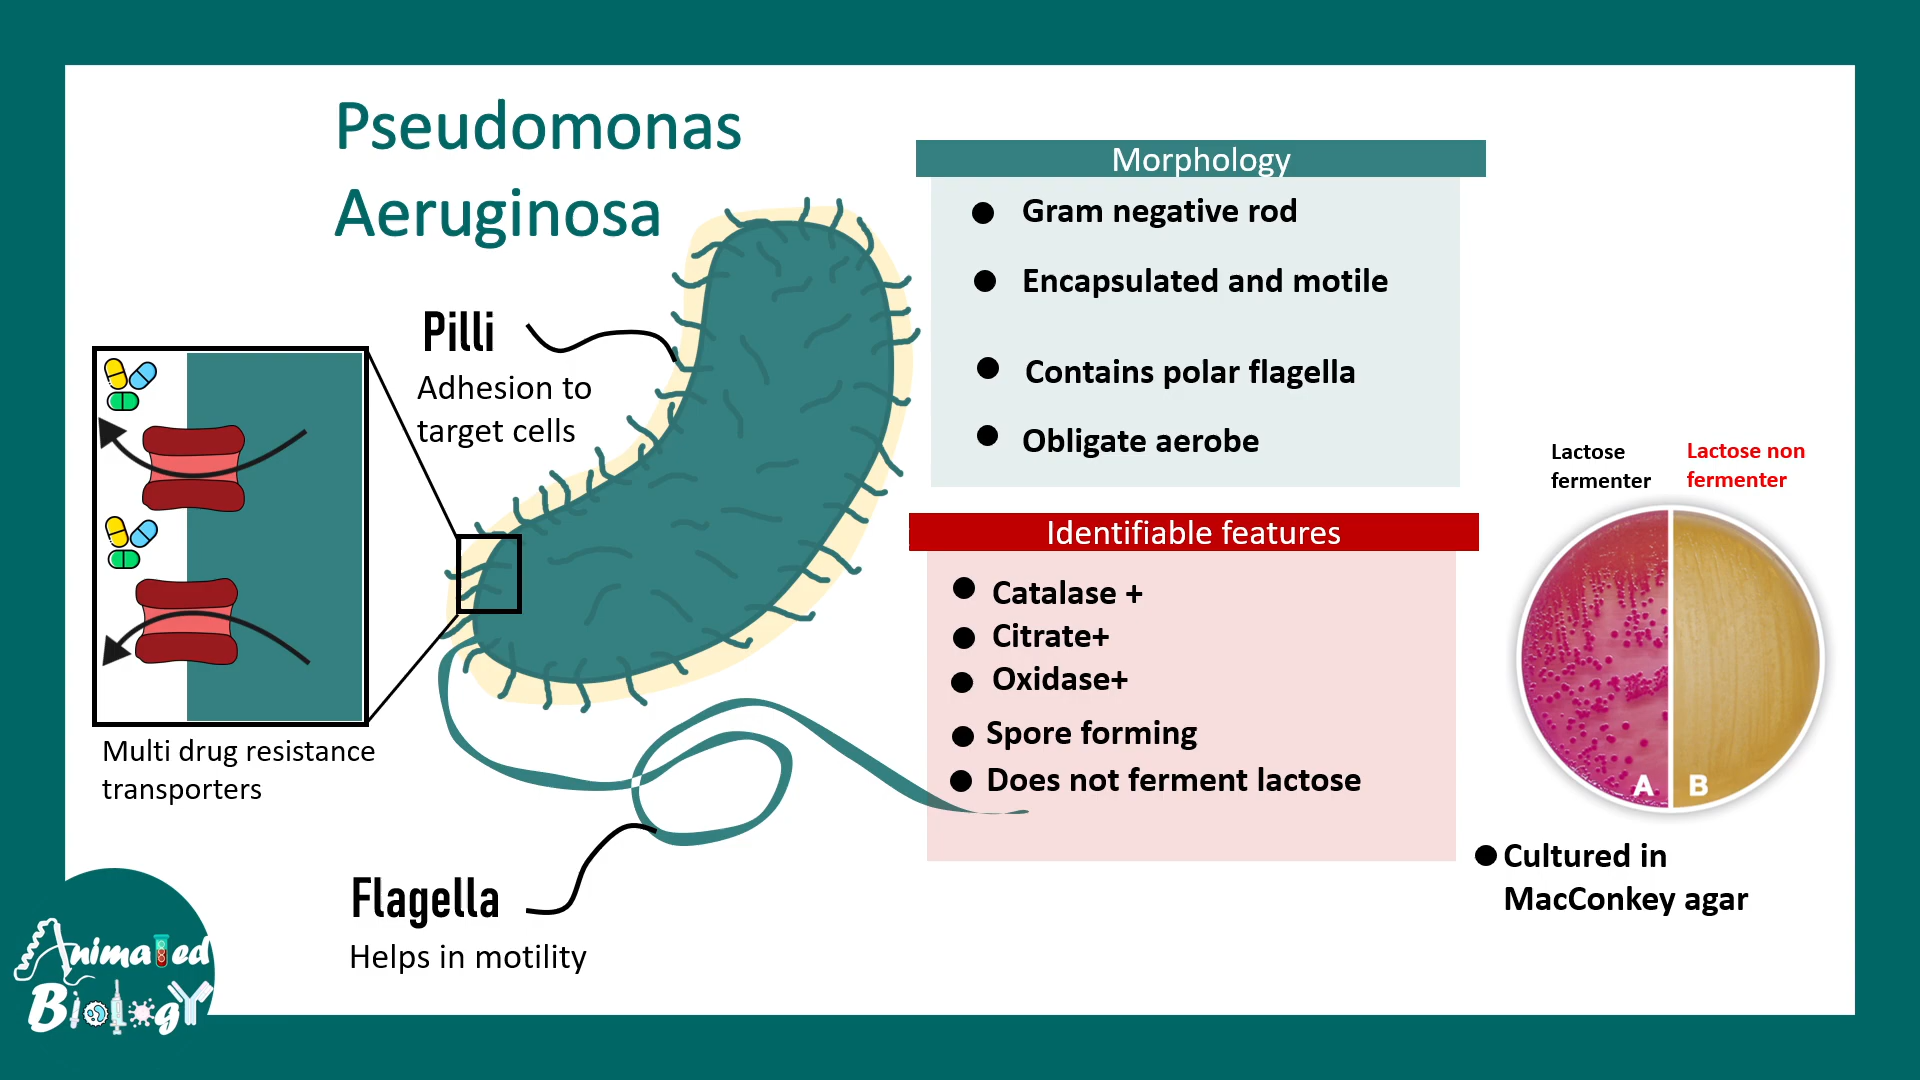 Pseudomonas
Aeruginosa
Pilli
Adhesion to
target cells
Multi drug resistance
transporters
Flagella
Helps in motility
Morphology
● Gram negative rod
● Encapsulated and motile
● Contains polar flagella
● Obligate aerobe
Identifiable features
● Catalase +
● Citrate+
● Oxidase+
● Spore forming
● Does not ferment lactose
Lactose
fermenter
Lactose non
fermenter
A B
● Cultured in
MacConkey agar
Animated
Biology